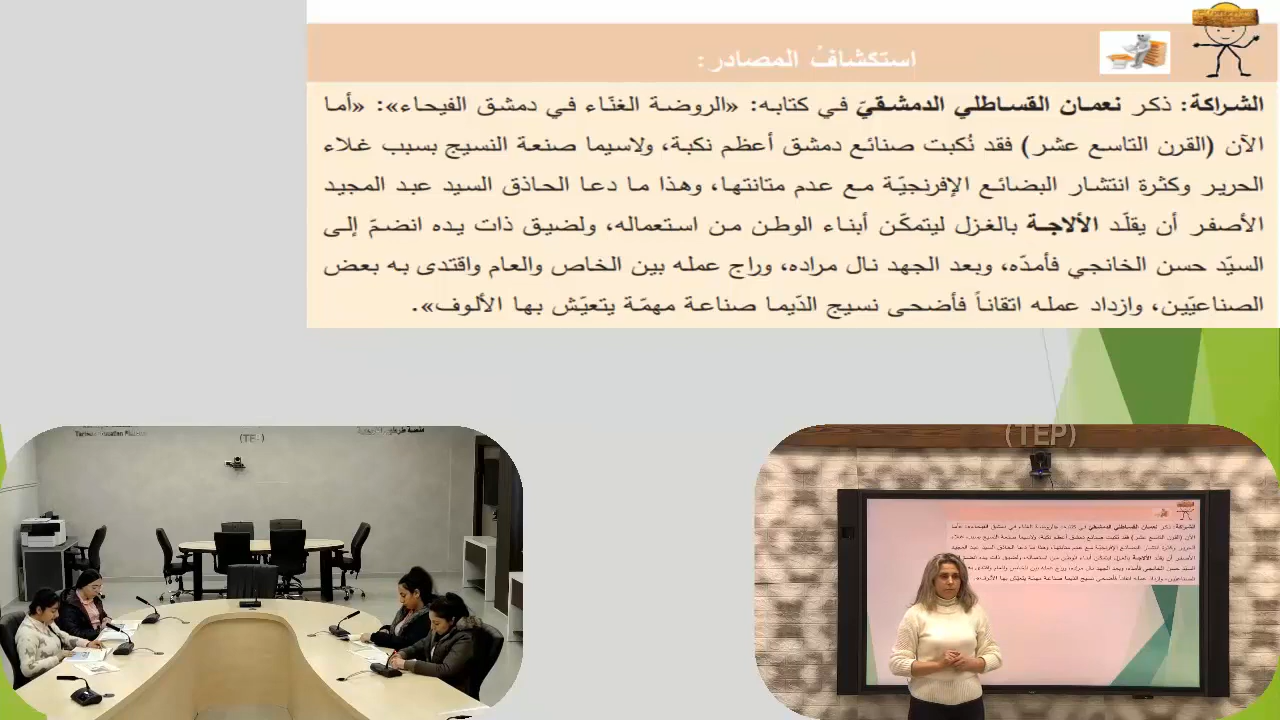 استكشافُ المصادر:
الشراكة: ذكر نعمان القساطلي الدمشقيّ في كتابه: «الروضة الغنّاء في دمشق الفيحاء»: «أما
الآن (القرن التاسع عشر) فقد نُكبت صنائع دمشق أعظم نكبة، ولاسيما صنعة النسيج بسبب غلاء
الحرير وكثرة انتشار البضائع الإفرنجيّة مع عدم متانتها، وهذا ما دعا الحاذق السيد عبد المجيد
الأصفر أن يقلّد الألاجة بالغزل ليتمكّن أبناء الوطن من استعماله، ولضيق ذات يده انضمّ إلى
السيّد حسن الخانجي فأمدّه، وبعد الجهد نال مراده، وراج عمله بين الخاص والعام واقتدى به بعض
الصناعيّين، وازداد عمله اتقاناً فأضحى نسيج الدّيما صناعة مهمّة يتعيّش بها الألوف».
(TEP)